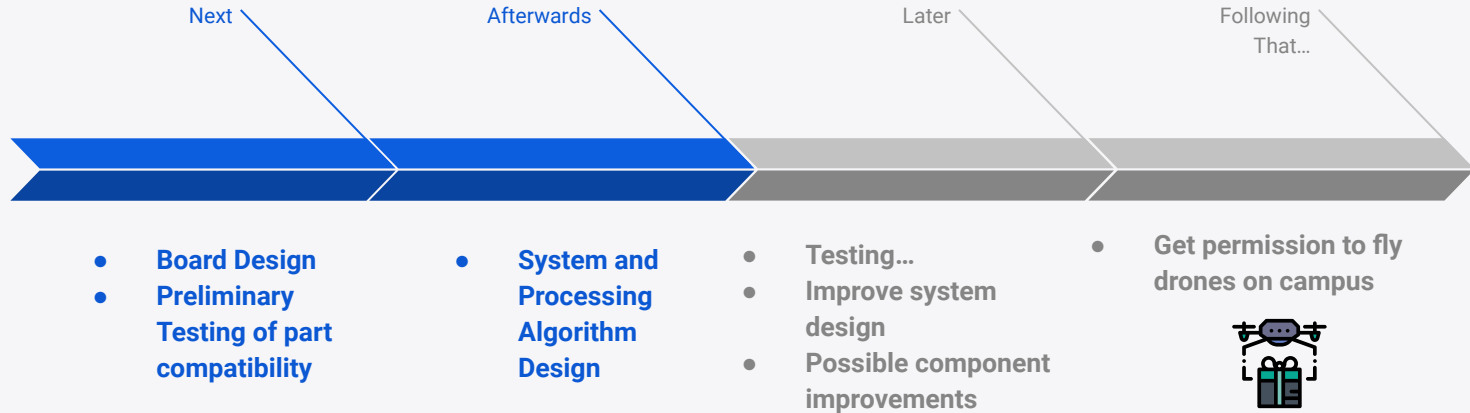 Next
Afterwards
Later
Following
That…
● Board Design
● Preliminary
Testing of part
compatibility
● System and
Processing
Algorithm
Design
● Testing…
● Improve system
design
● Possible component
improvements
● Get permission to fly
drones on campus